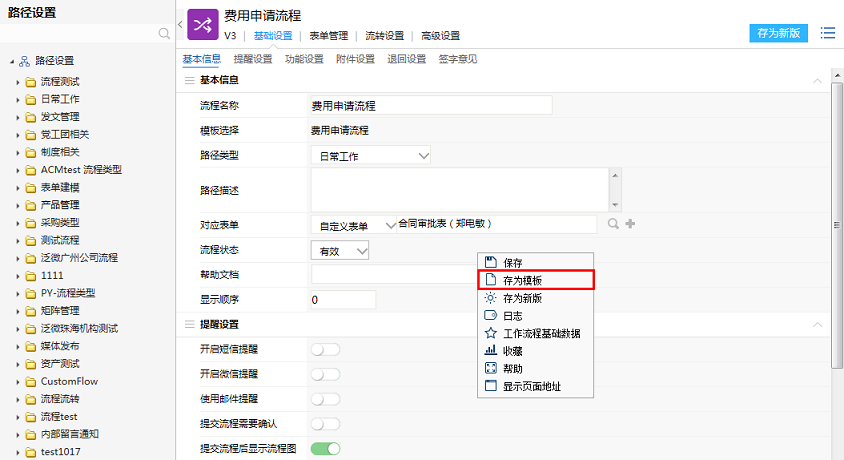 路径设置
路径设置
流程测试
日常工作
发文管理
党工团相关
制度相关
ACMtest 流程类型
表单建模
产品管理
采购类型
测试流程
泛微广州公司流程
1111
PY-流程类型
矩阵管理
泛微珠海机构测试
媒体发布
资产测试
CustomFlow
流程流转
流程test
内部留言通知
test1017
费用申请流程
V3 | 基础设置 | 表单管理 | 流转设置 | 高级设置
存为新版
基本信息 提醒设置 功能设置 附件设置 退回设置 签字意见
基本信息
流程名称 费用申请流程
模板选择 费用申请流程
路径类型 日常工作
路径描述
对应表单 自定义表单 合同审批表（郑电敏）
流程状态 有效
帮助文档
显示顺序 0
提醒设置
开启短信提醒
开启微信提醒
使用邮件提醒
提交流程需要确认
提交流程后显示流程图
保存
存为模板
存为新版
日志
工作流程基础数据
收藏
帮助
显示页面地址